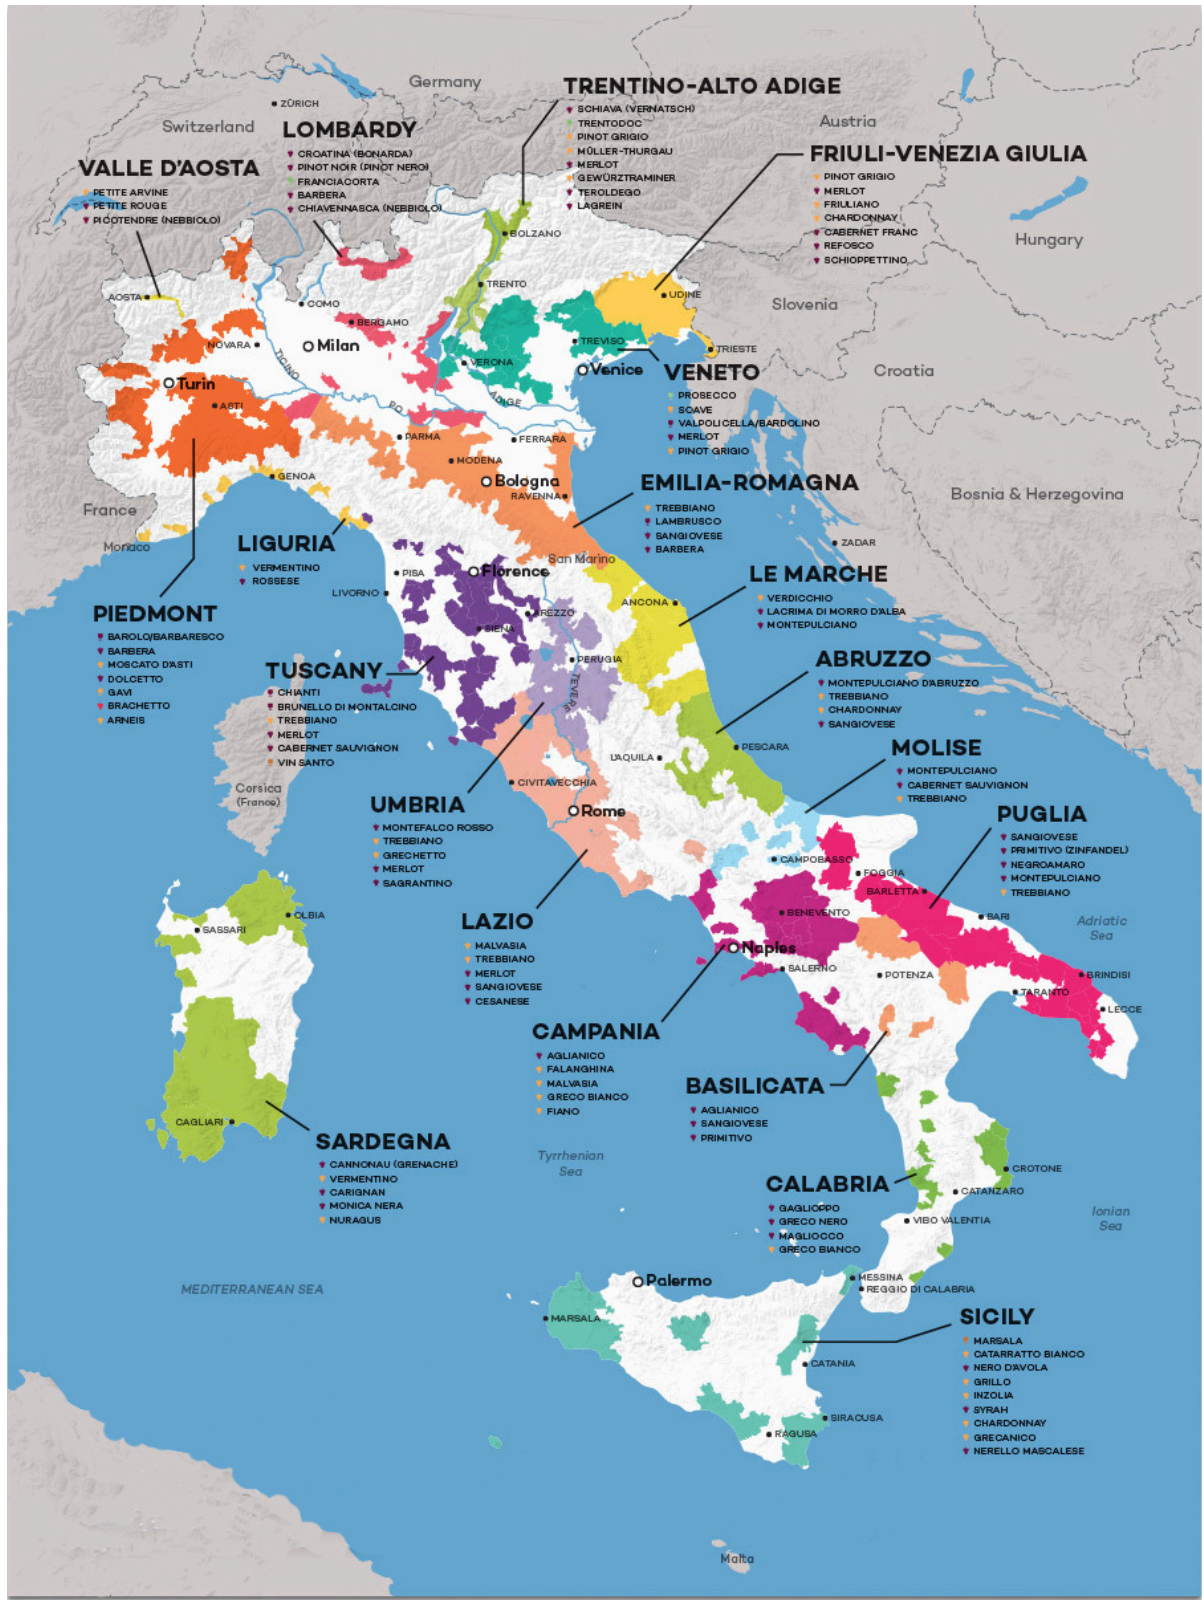 Germany
ZÜRICH
Switzerland
Austria
Hungary
Slovenia
Croatia
Bosnia & Herzegovina
France
Monaco
VALLE D'AOSTA
PETITE ARVINE
PETITE ROUGE
PICOTENDRE (NEBBIOLO)
LOMBARDY
CROATINA (BONARDA)
PINOT NOIR (PINOT NERO)
FRANCIACORTA
BARBERA
CHIAVENNASCA (NEBBIOLO)
TRENTINO-ALTO ADIGE
SCHIAVA (VERNATSCH)
TRENTODOC
PINOT GRIGIO
MÜLLER-THURGAU
MERLOT
GEWÜRZTRAMINER
TEROLDEGO
LAGREIN
FRIULI-VENEZIA GIULIA
PINOT GRIGIO
MERLOT
FRIULIANO
CHARDONNAY
CABERNET FRANC
REFOSCO
SCHIOPPETTINO
BOLZANO
TRENTO
AOSTA
COMO
BERGAMO
UDINE
NOVARA
Milan
TICINO
VERONA
TREVISO
TRIESTE
Venice
Turin
ASTI
PO
ADIGE
VENETO
PROSECCO
SOAVE
VALPOLICELLA/BARDOLINO
MERLOT
PINOT GRIGIO
PARMA
FERRARA
MODENA
Bologna
RAVENNA
GENOA
EMILIA-ROMAGNA
TREBBIANO
LAMBRUSCO
SANGIOVESE
BARBERA
ZADAR
LIGURIA
VERMENTINO
ROSSESE
San Marino
PISA
Florence
LIVORNO
AREZZO
SIENA
ANCONA
PERUGIA
TEVERE
LE MARCHE
VERDICCHIO
LACRIMA DI MORRO D'ALBA
MONTEPULCIANO
PIEDMONT
BAROLO/BARBARESCO
BARBERA
MOSCATO D'ASTI
DOLCETTO
GAVI
BRACHETTO
ARNEIS
TUSCANY
CHIANTI
BRUNELLO DI MONTALCINO
TREBBIANO
MERLOT
CABERNET SAUVIGNON
VIN SANTO
ABRUZZO
MONTEPULCIANO D'ABRUZZO
TREBBIANO
CHARDONNAY
SANGIOVESE
L'AQUILA
PESCARA
Corsica
(France)
CIVITAVECCHIA
Rome
MOLISE
MONTEPULCIANO
CABERNET SAUVIGNON
TREBBIANO
UMBRIA
MONTEFALCO ROSSO
TREBBIANO
GRECHETTO
MERLOT
SAGRANTINO
PUGLIA
SANGIOVESE
PRIMITIVO (ZINFANDEL)
NEGROAMARO
MONTEPULCIANO
TREBBIANO
CAMPOBASSO
FOGGIA
BARLETTA
BARI
Adriatic
Sea
OLBIA
SASSARI
BENEVENTO
Naples
SALERNO
POTENZA
TARANTO
BRINDISI
LECCE
LAZIO
MALVASIA
TREBBIANO
MERLOT
SANGIOVESE
CESANESE
CAMPANIA
AGLIANICO
FALANGHINA
MALVASIA
GRECO BIANCO
FIANO
BASILICATA
AGLIANICO
SANGIOVESE
PRIMITIVO
CAGLIARI
SARDEGNA
CANNONAU (GRENACHE)
VERMENTINO
CARIGNAN
MONICA NERA
NURAGUS
Tyrrhenian
Sea
CALABRIA
GAGLIOPPO
GRECO NERO
MAGLIOCCO
GRECO BIANCO
CROTONE
CATANZARO
VIBO VALENTIA
Ionian
Sea
MEDITERRANEAN SEA
Palermo
MESSINA
REGGIO DI CALABRIA
MARSALA
CATANIA
SIRACUSA
RAGUSA
SICILY
MARSALA
CATARRATTO BIANCO
NERO D'AVOLA
GRILLO
INZOLIA
SYRAH
CHARDONNAY
GRECANICO
NERELLO MASCALESE
Malta